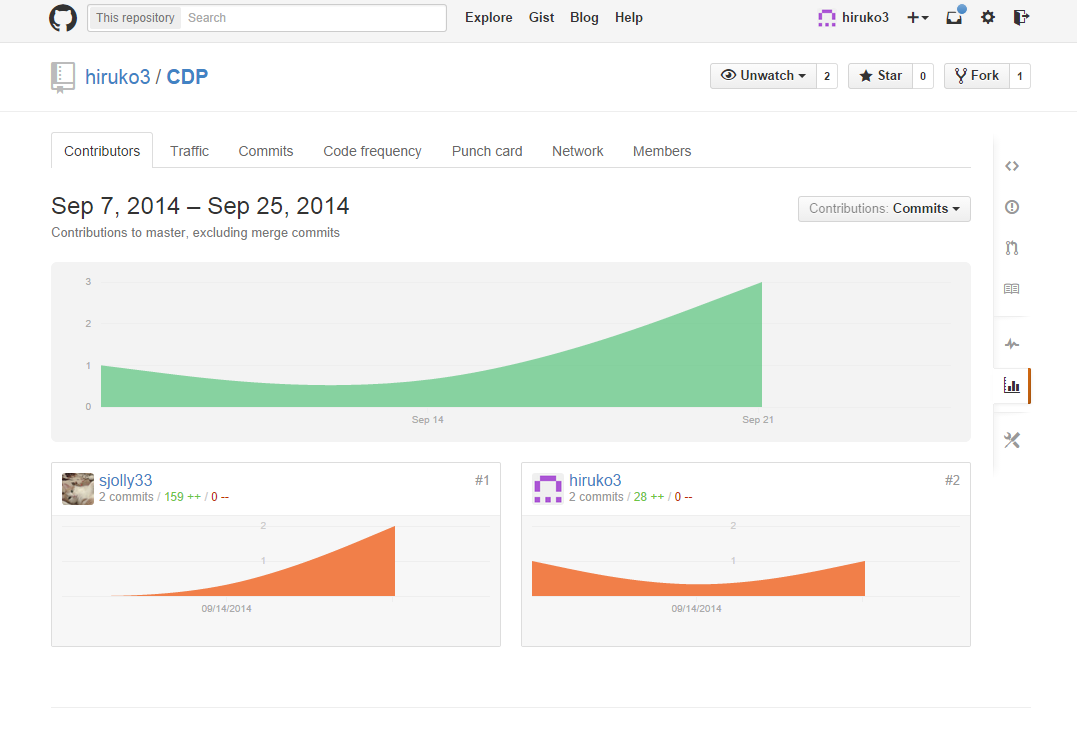 This repository Search Explore Gist Blog Help hiruko3
hiruko3 / CDP Unwatch 2 Star 0 Fork 1
Contributors Traffic Commits Code frequency Punch card Network Members
Sep 7, 2014 – Sep 25, 2014
Contributions: Commits
Contributions to master, excluding merge commits
3
2
1
0
Sep 14 Sep 21
sjolly33 #1
2 commits / 159 ++ / 0 --
2
1
09/14/2014
hiruko3 #2
2 commits / 28 ++ / 0 --
2
1
09/14/2014